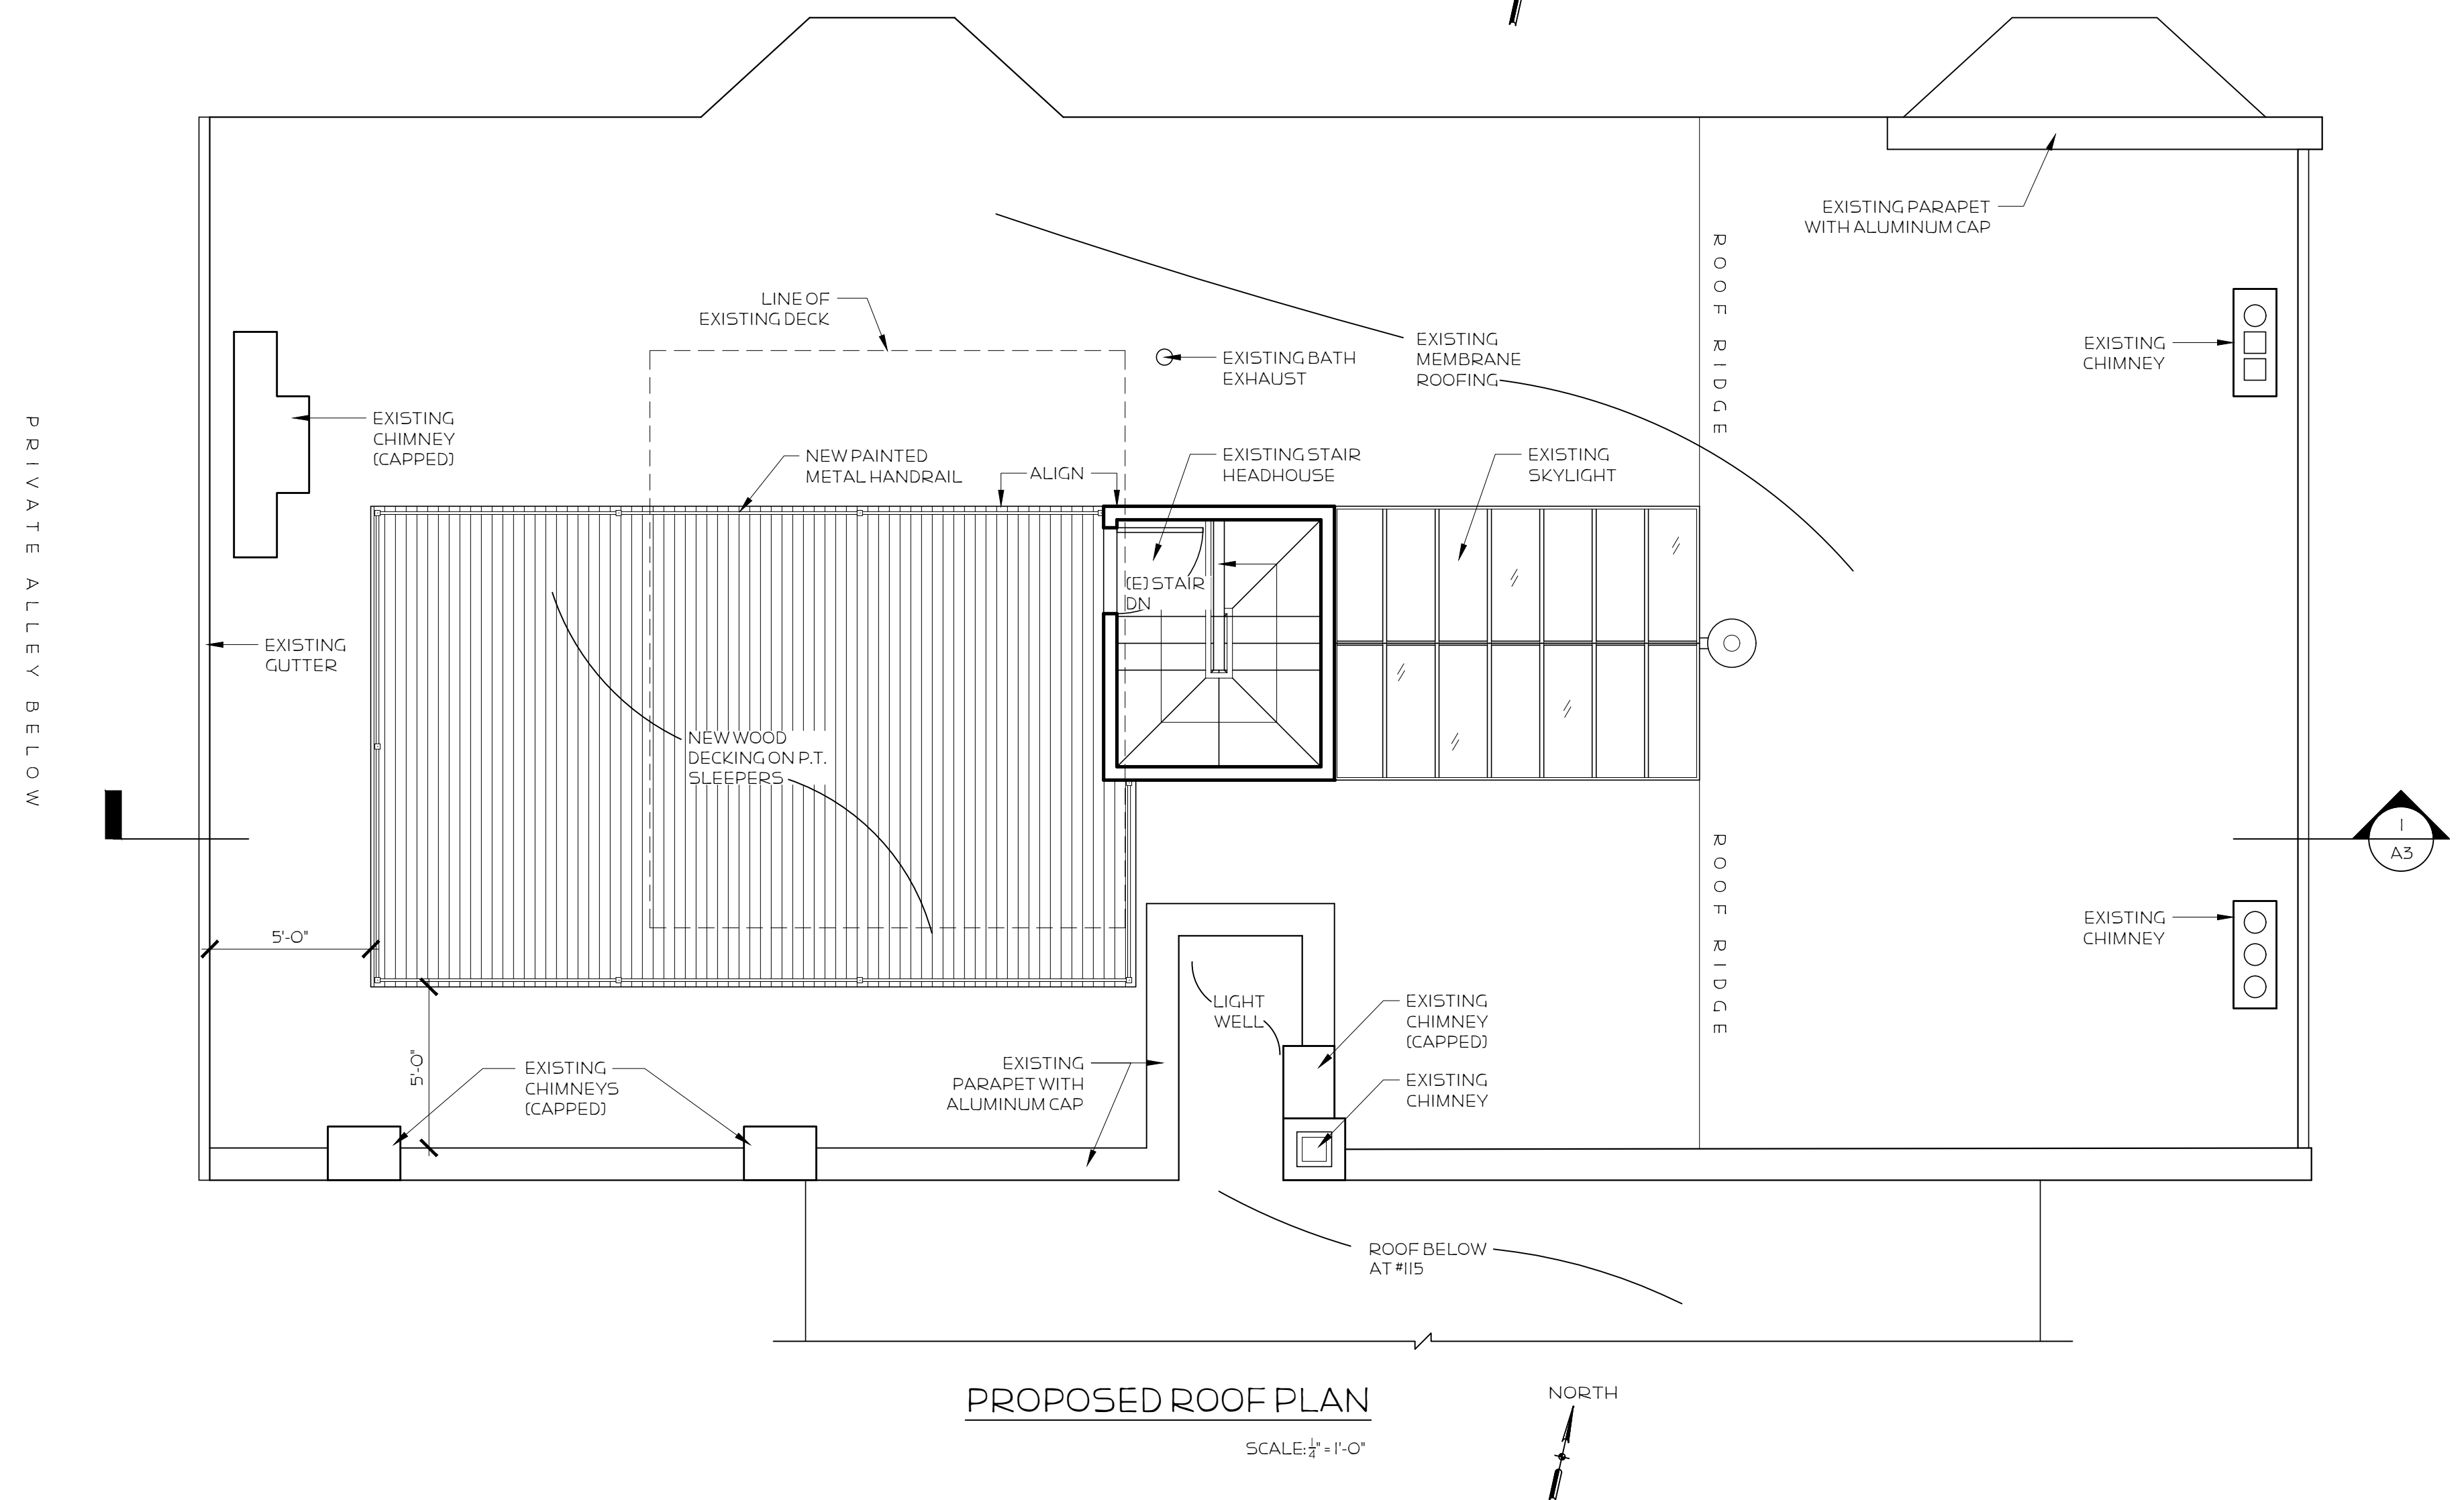 EXISTING PARAPET
WITH ALUMINUM CAP
ROOF RIDGE
LINE OF
EXISTING DECK
EXISTING BATH
EXHAUST
EXISTING
MEMBRANE
ROOFING
EXISTING
CHIMNEY
EXISTING
CHIMNEY
(CAPPED)
NEW PAINTED
METAL HANDRAIL
ALIGN
EXISTING STAIR
HEADHOUSE
EXISTING
SKYLIGHT
PRIVATE ALLEY BELOW
(E) STAIR
DN
EXISTING
GUTTER
NEW WOOD
DECKING ON P.T.
SLEEPERS
1
A3
ROOF RIDGE
5'-0"
EXISTING
CHIMNEY
LIGHT
WELL
EXISTING
CHIMNEY
(CAPPED)
5'-0"
EXISTING
CHIMNEYS
(CAPPED)
EXISTING
PARAPET WITH
ALUMINUM CAP
EXISTING
CHIMNEY
ROOF BELOW
AT #115
PROPOSED ROOF PLAN
SCALE: 1/4" = 1'-0"
NORTH